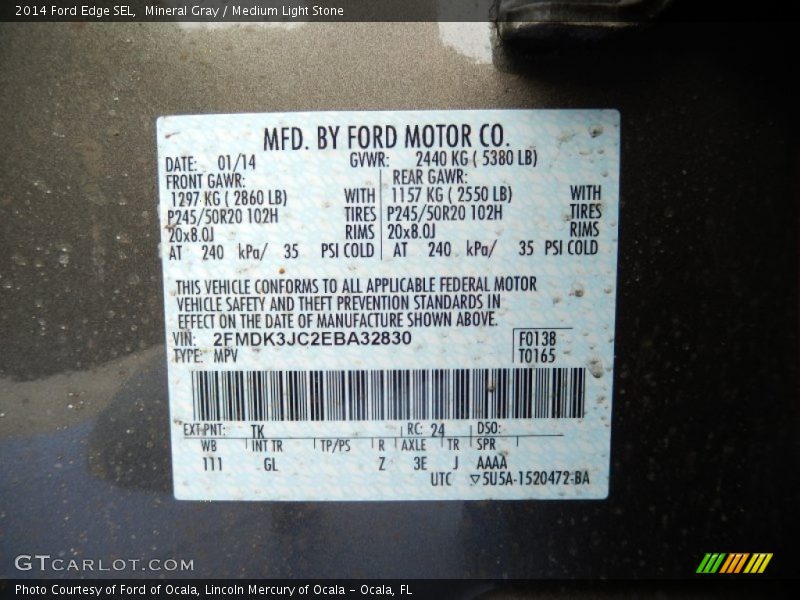 2014 Ford Edge SEL,  Mineral Gray / Medium Light Stone
MFD. BY FORD MOTOR CO.
DATE: 01/14 GVWR: 2440 KG ( 5380 LB)
FRONT GAWR: REAR GAWR:
1297 KG ( 2860 LB) WITH 1157 KG ( 2550 LB) WITH
P245/50R20 102H TIRES P245/50R20 102H TIRES
20x8.0J RIMS 20x8.0J RIMS
AT 240 kPa/ 35 PSI COLD AT 240 kPa/ 35 PSI COLD
THIS VEHICLE CONFORMS TO ALL APPLICABLE FEDERAL MOTOR
VEHICLE SAFETY AND THEFT PREVENTION STANDARDS IN
EFFECT ON THE DATE OF MANUFACTURE SHOWN ABOVE.
VIN: 2FMDK3JC2EBA32830 F0138
TYPE: MPV T0165
EXT PNT: TK RC: 24 DSO:
WB INT TR TP/PS R AXLE TR SPR
111 GL Z 3E J AAAA
UTC ▽5U5A-1520472-BA
GTCARLOT.COM
Photo Courtesy of Ford of Ocala, Lincoln Mercury of Ocala – Ocala, FL